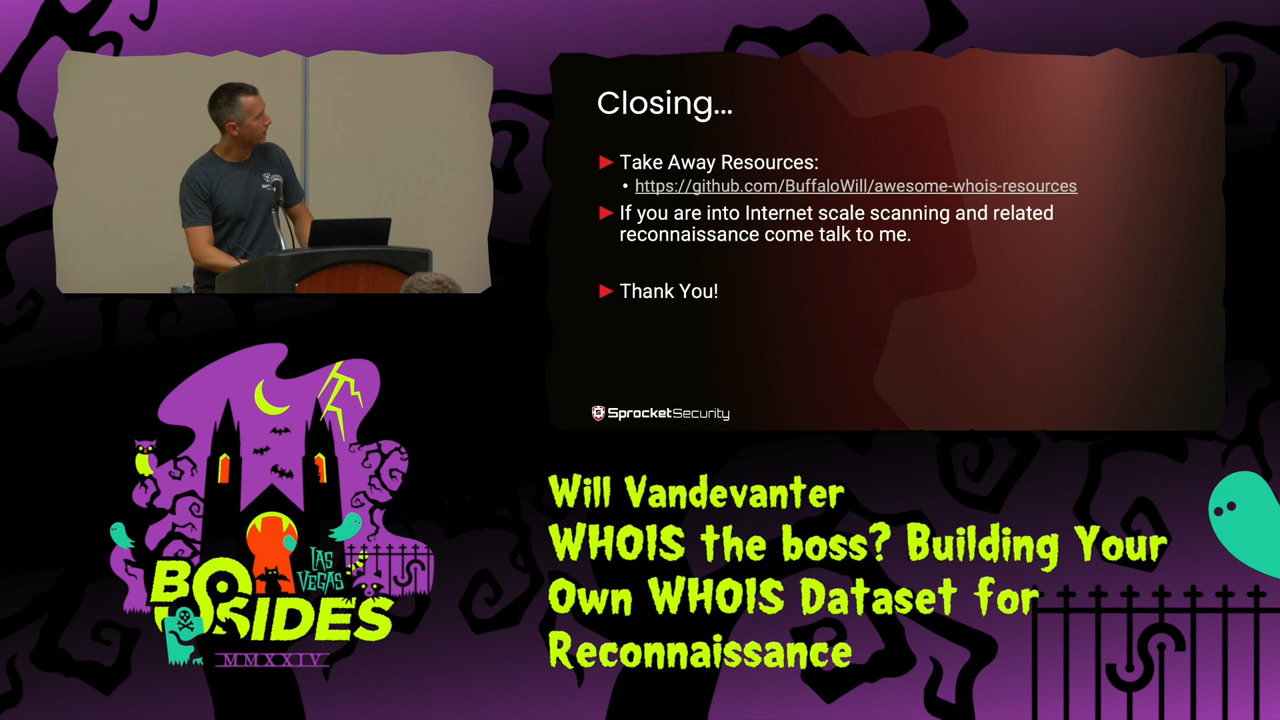 Closing...
Take Away Resources:
https://github.com/BuffaloWill/awesome-whois-resources
If you are into Internet scale scanning and related
reconnaissance come talk to me.
Thank You!
SprocketSecurity
LAS
VEGAS
BSIDES
MMXXIV
Will Vandevanter
WHOIS the boss? Building Your
Own WHOIS Dataset for
Reconnaissance